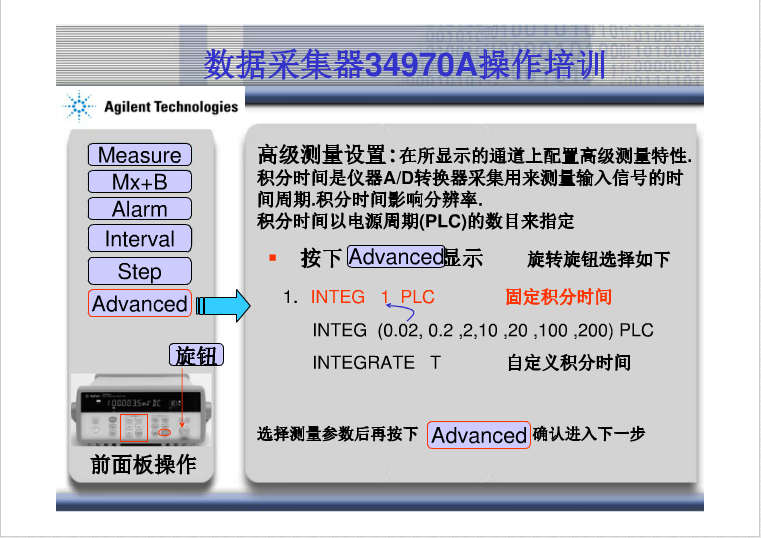 数据采集器34970A操作培训
Agilent Technologies
Measure
Mx+B
Alarm
Interval
Step
Advanced
旋钮
前面板操作
高级测量设置：在所显示的通道上配置高级测量特性.
积分时间是仪器A/D转换器采集用来测量输入信号的时
间周期.积分时间影响分辨率.
积分时间以电源周期(PLC)的数目来指定
▪ 按下 Advanced 显示 旋转旋钮选择如下
1. INTEG 1 PLC 固定积分时间
INTEG (0.02, 0.2 ,2,10 ,20 ,100 ,200) PLC
INTEGRATE T 自定义积分时间
选择测量参数后再按下 Advanced 确认进入下一步